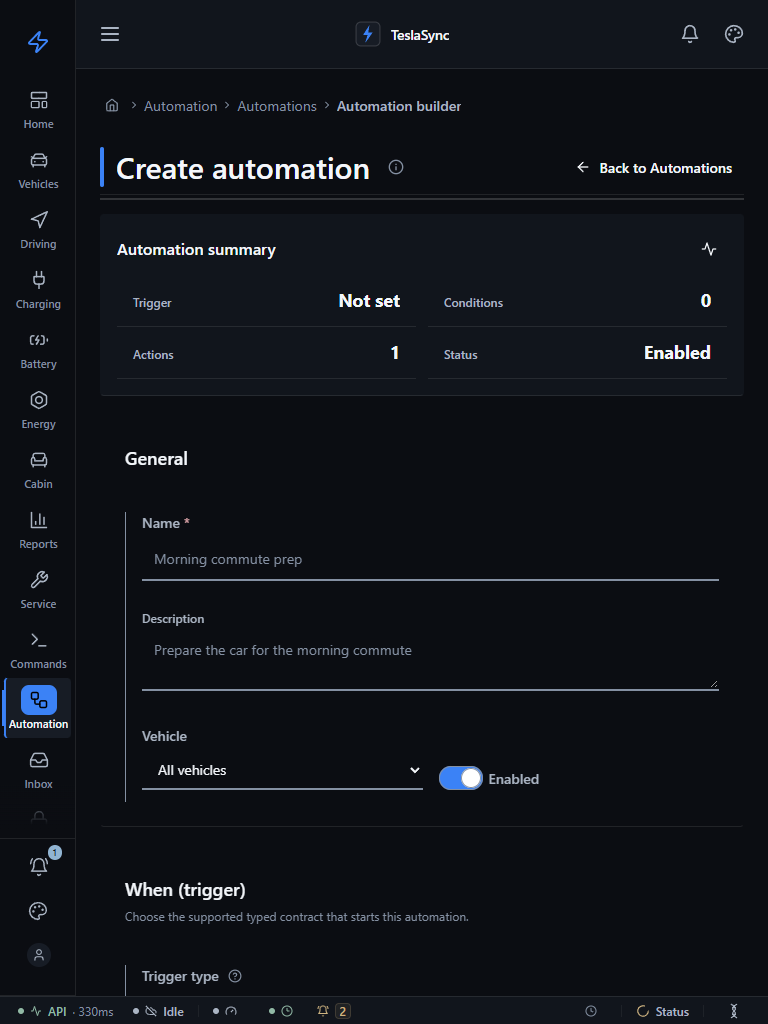 TeslaSync
Automation
Automations
Automation builder
Create automation
Back to Automations
Automation summary
Trigger
Not set
Conditions
0
Actions
1
Status
Enabled
General
Name *
Morning commute prep
Description
Prepare the car for the morning commute
Vehicle
All vehicles
Enabled
When (trigger)
Choose the supported typed contract that starts this automation.
Trigger type
Home
Vehicles
Driving
Charging
Battery
Energy
Cabin
Reports
Service
Commands
Automation
Inbox
1
API · 330ms
Idle
2
Status